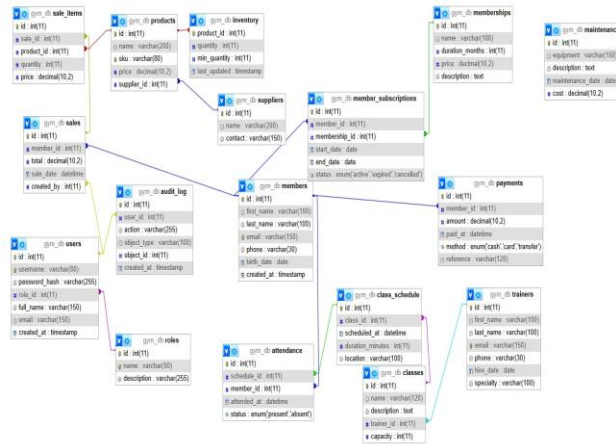 gym_db sale_items
id : int(11)
sale_id : int(11)
product_id : int(11)
quantity : int(11)
price : decimal(10,2)
gym_db products
id : int(11)
name : varchar(200)
sku : varchar(80)
price : decimal(10,2)
supplier_id : int(11)
gym_db inventory
product_id : int(11)
quantity : int(11)
min_quantity : int(11)
last_updated : timestamp
gym_db memberships
id : int(11)
name : varchar(100)
duration_months : int(11)
price : decimal(10,2)
description : text
gym_db maintenanc
id : int(11)
equipment : varchar(150)
description : text
maintenance_date : date
cost : decimal(10,2)
gym_db suppliers
id : int(11)
name : varchar(200)
contact : varchar(150)
gym_db member_subscriptions
id : int(11)
member_id : int(11)
membership_id : int(11)
start_date : date
end_date : date
status : enum('active','expired','cancelled')
gym_db sales
id : int(11)
member_id : int(11)
total : decimal(10,2)
sale_date : datetime
created_by : int(11)
gym_db audit_log
id : int(11)
user_id : int(11)
action : varchar(255)
object_type : varchar(100)
object_id : int(11)
created_at : timestamp
gym_db members
id : int(11)
first_name : varchar(100)
last_name : varchar(100)
email : varchar(150)
phone : varchar(30)
birth_date : date
created_at : timestamp
gym_db payments
id : int(11)
member_id : int(11)
amount : decimal(10,2)
paid_at : datetime
method : enum('cash','card','transfer')
reference : varchar(120)
gym_db users
id : int(11)
username : varchar(80)
password_hash : varchar(255)
role_id : int(11)
full_name : varchar(150)
email : varchar(150)
created_at : timestamp
gym_db roles
id : int(11)
name : varchar(50)
description : varchar(255)
gym_db attendance
id : int(11)
schedule_id : int(11)
member_id : int(11)
attended_at : datetime
status : enum('present','absent')
gym_db class_schedule
id : int(11)
class_id : int(11)
scheduled_at : datetime
duration_minutes : int(11)
location : varchar(100)
gym_db classes
id : int(11)
name : varchar(120)
description : text
trainer_id : int(11)
capacity : int(11)
gym_db trainers
id : int(11)
first_name : varchar(100)
last_name : varchar(100)
email : varchar(150)
phone : varchar(30)
hire_date : date
specialty : varchar(100)